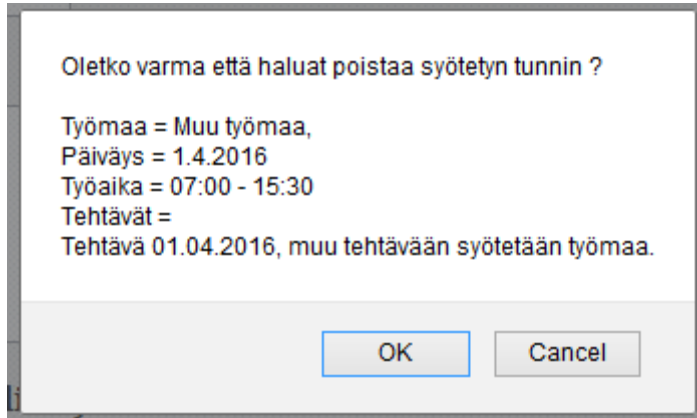 Oletko varma että haluat poistaa syötetyn tunnin ?
Työmaa = Muu työmaa,
Päiväys = 1.4.2016
Työaika = 07:00 - 15:30
Tehtävät =
Tehtävä 01.04.2016, muu tehtävään syötetään työmaa.
OK
Cancel